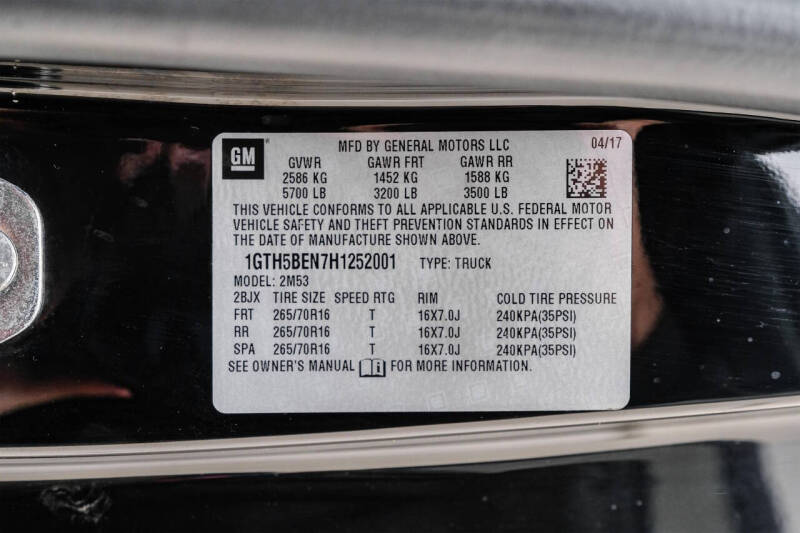 GM
MFD BY GENERAL MOTORS LLC 04/17
GVWR GAWR FRT GAWR RR
2586 KG 1452 KG 1588 KG
5700 LB 3200 LB 3500 LB
THIS VEHICLE CONFORMS TO ALL APPLICABLE U.S. FEDERAL MOTOR
VEHICLE SAFETY AND THEFT PREVENTION STANDARDS IN EFFECT ON
THE DATE OF MANUFACTURE SHOWN ABOVE.
1GTH5BEN7H1252001 TYPE: TRUCK
MODEL: 2M53
2BJX TIRE SIZE SPEED RTG RIM COLD TIRE PRESSURE
FRT 265/70R16 T 16X7.0J 240KPA(35PSI)
RR 265/70R16 T 16X7.0J 240KPA(35PSI)
SPA 265/70R16 T 16X7.0J 240KPA(35PSI)
SEE OWNER'S MANUAL FOR MORE INFORMATION.